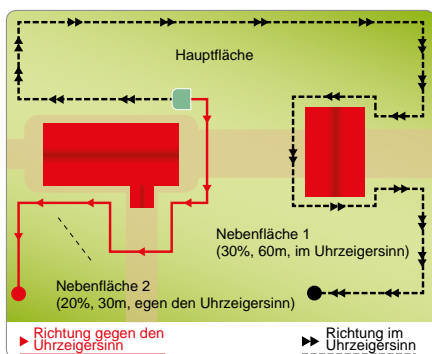 Hauptfläche
Nebenfläche 1
(30%, 60m, im Uhrzeigersinn)
Nebenfläche 2
(20%, 30m, egen den Uhrzeigersinn)
Richtung gegen den
Uhrzeigersinn
Richtung im
Uhrzeigersinn